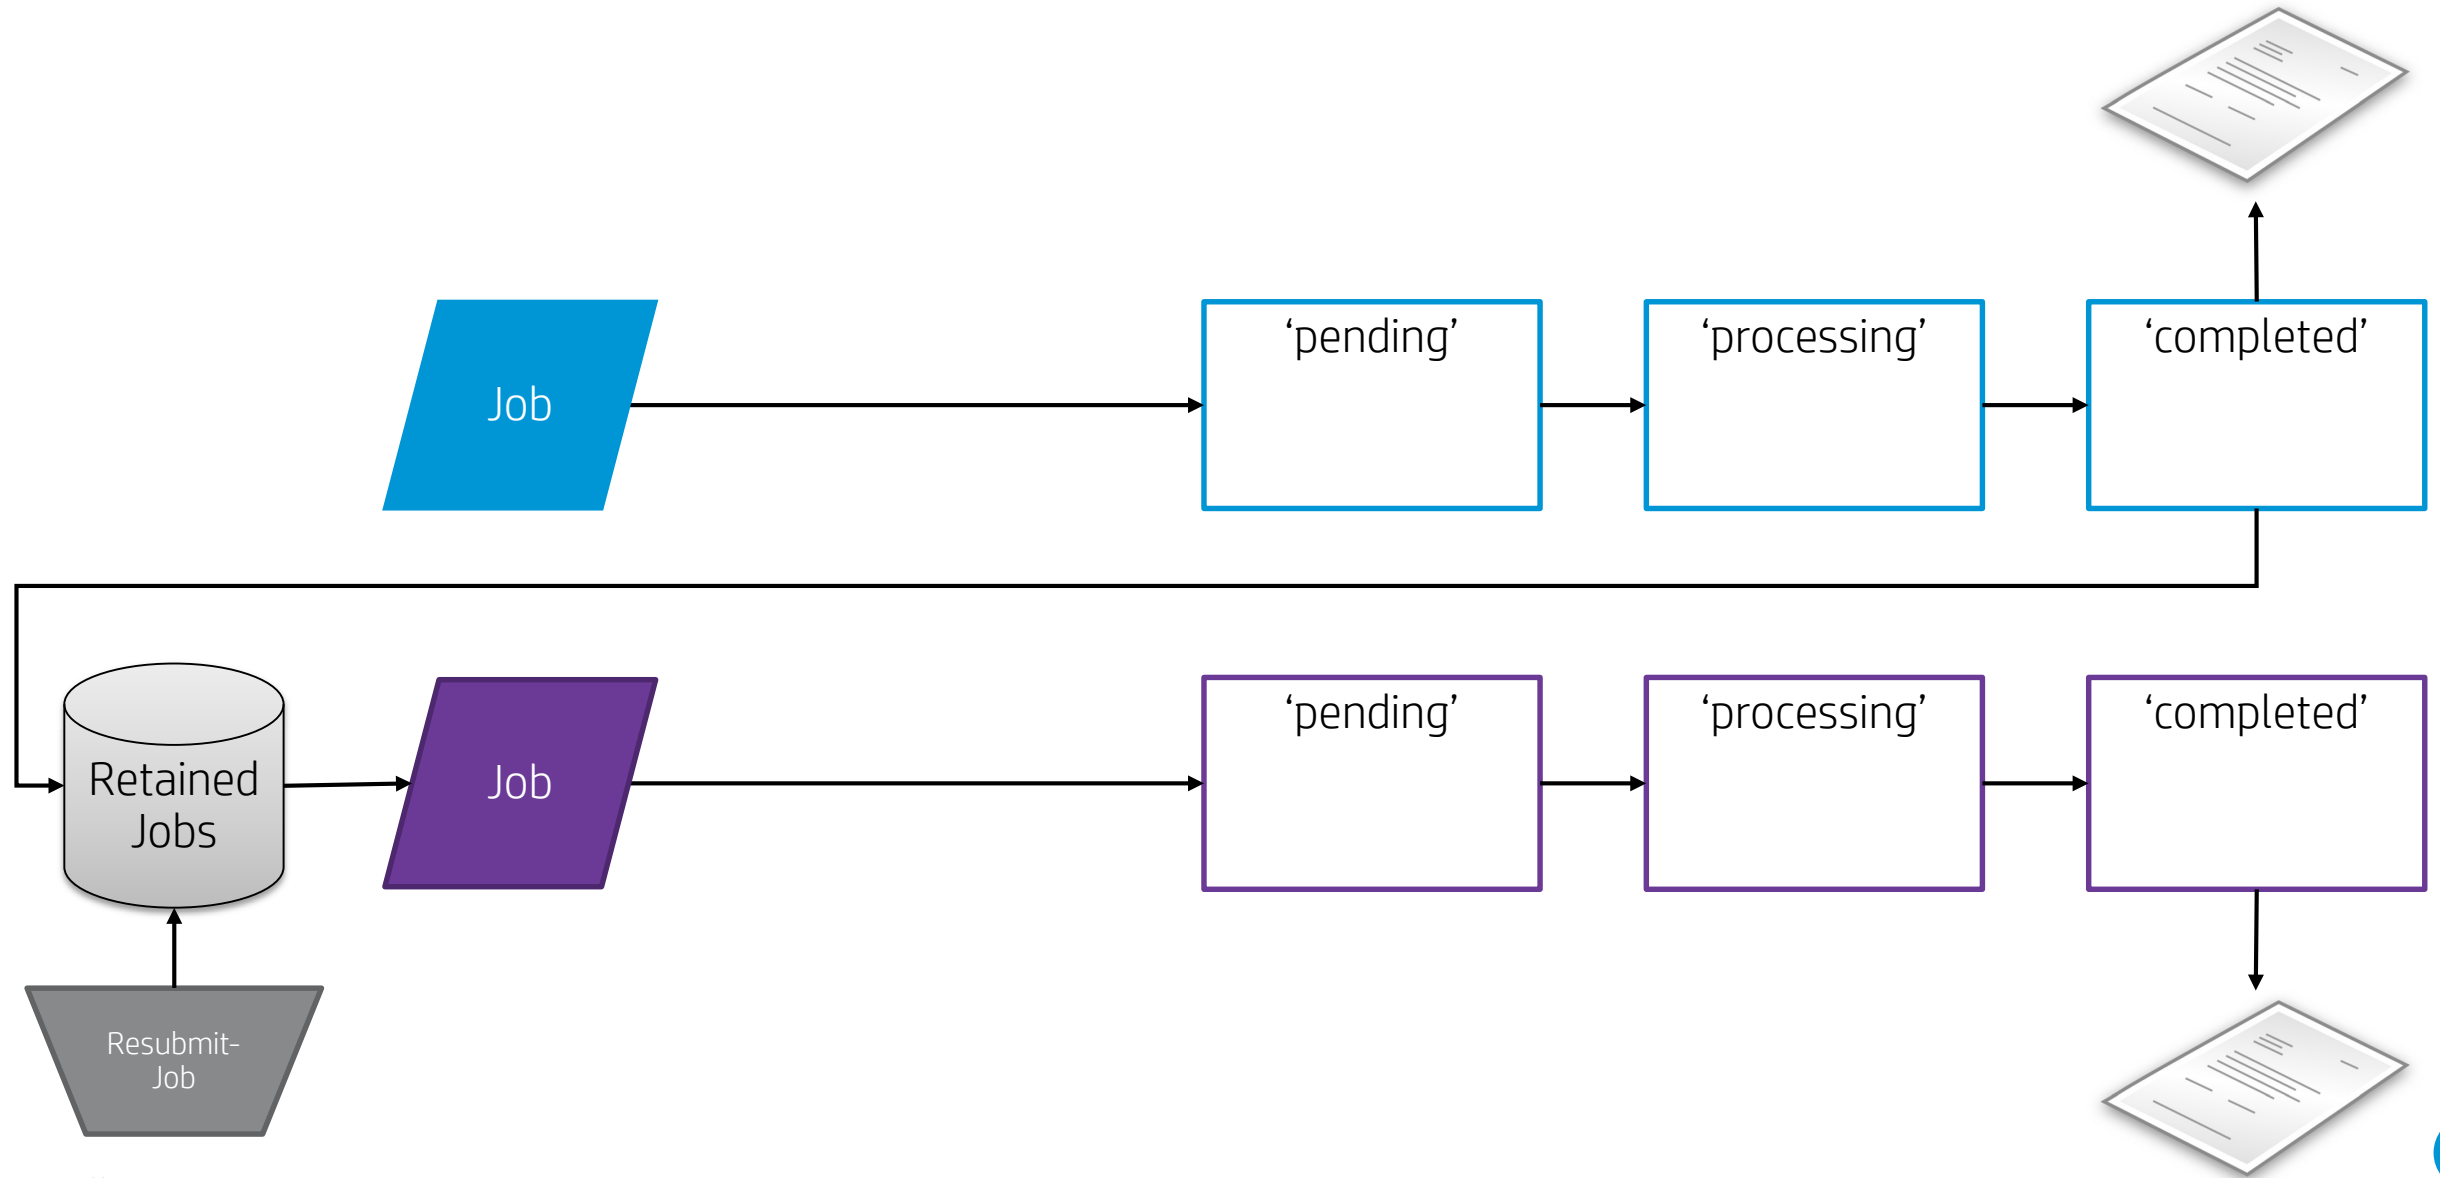 Job
‘pending’
‘processing’
‘completed’
Retained
Jobs
Job
‘pending’
‘processing’
‘completed’
Resubmit-
Job